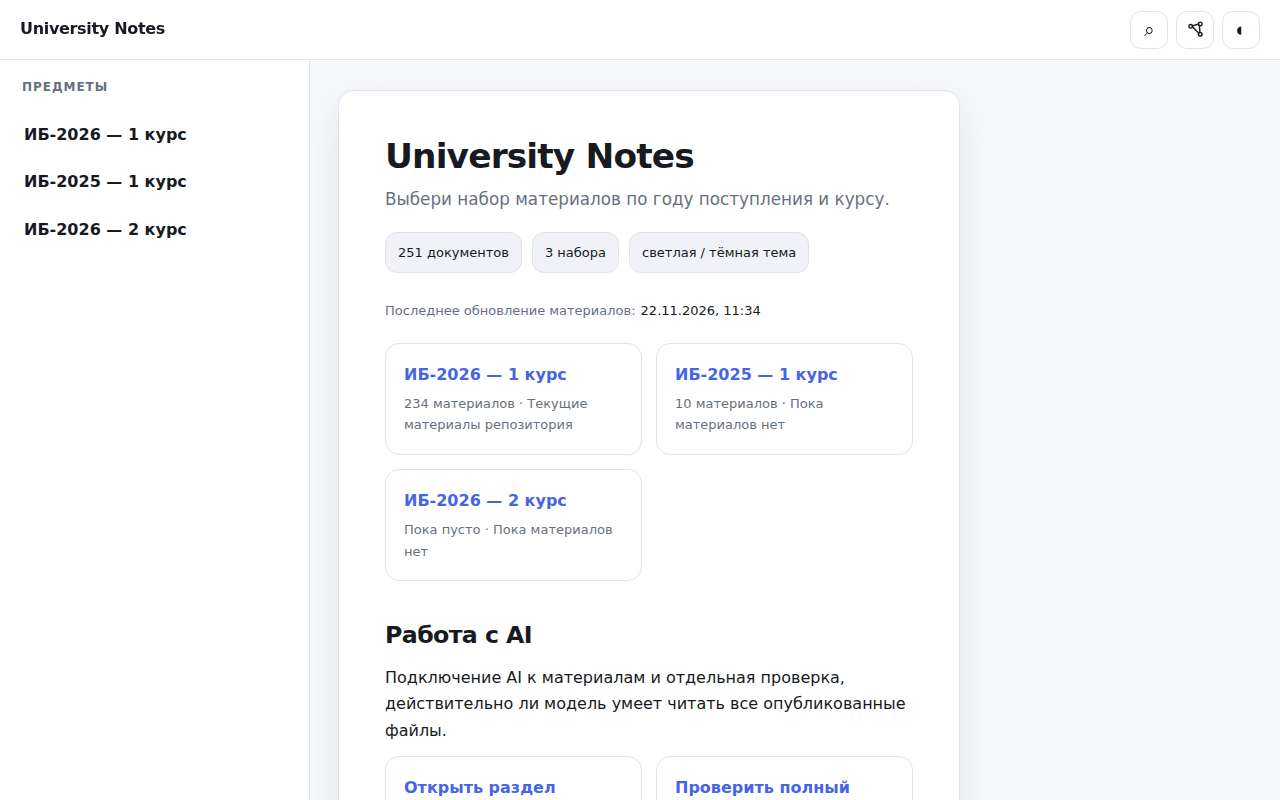 University Notes
ПРЕДМЕТЫ
ИБ-2026 — 1 курс
ИБ-2025 — 1 курс
ИБ-2026 — 2 курс
University Notes
Выбери набор материалов по году поступления и курсу.
251 документов
3 набора
светлая / тёмная тема
Последнее обновление материалов: 22.11.2026, 11:34
ИБ-2026 — 1 курс
234 материалов · Текущие
материалы репозитория
ИБ-2025 — 1 курс
10 материалов · Пока
материалов нет
ИБ-2026 — 2 курс
Пока пусто · Пока материалов
нет
Работа с AI
Подключение AI к материалам и отдельная проверка,
действительно ли модель умеет читать все опубликованные
файлы.
Открыть раздел
Проверить полный